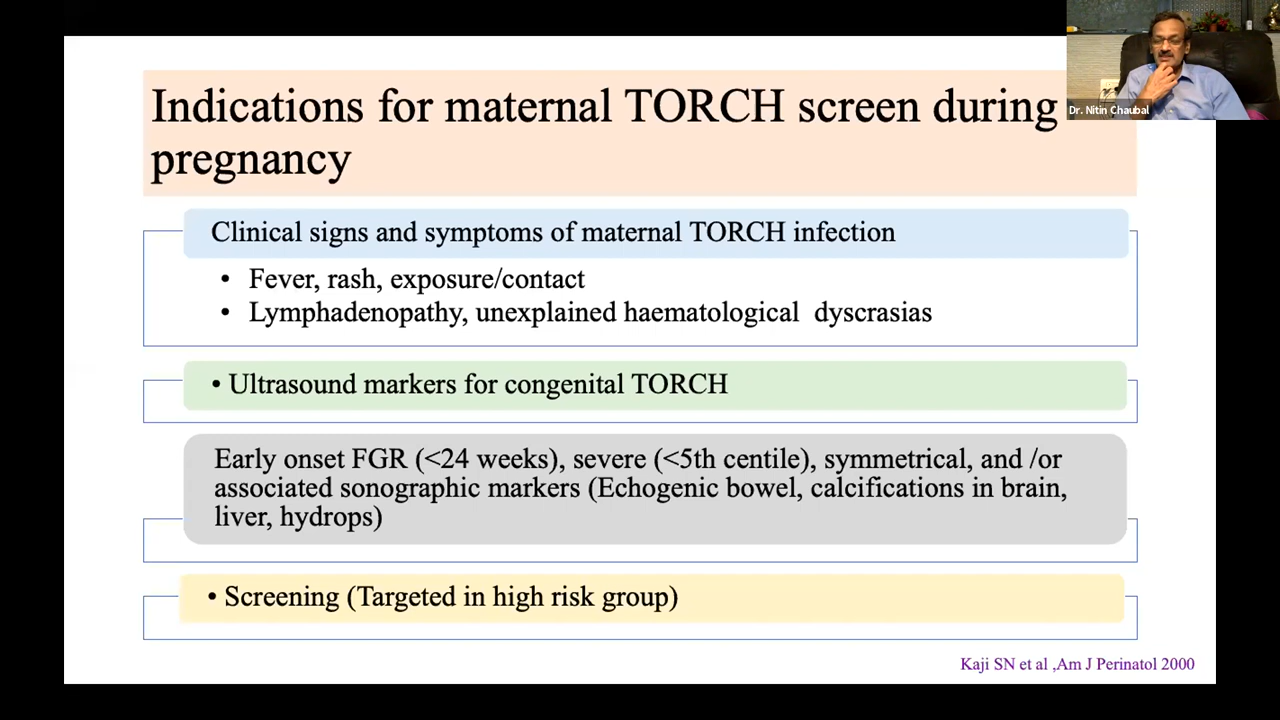 Indications for maternal TORCH screen during
pregnancy
Dr. Nitin Chaubal
Clinical signs and symptoms of maternal TORCH infection
• Fever, rash, exposure/contact
• Lymphadenopathy, unexplained haematological dyscrasias
• Ultrasound markers for congenital TORCH
Early onset FGR (<24 weeks), severe (<5th centile), symmetrical, and /or
associated sonographic markers (Echogenic bowel, calcifications in brain,
liver, hydrops)
• Screening (Targeted in high risk group)
Kaji SN et al ,Am J Perinatol 2000